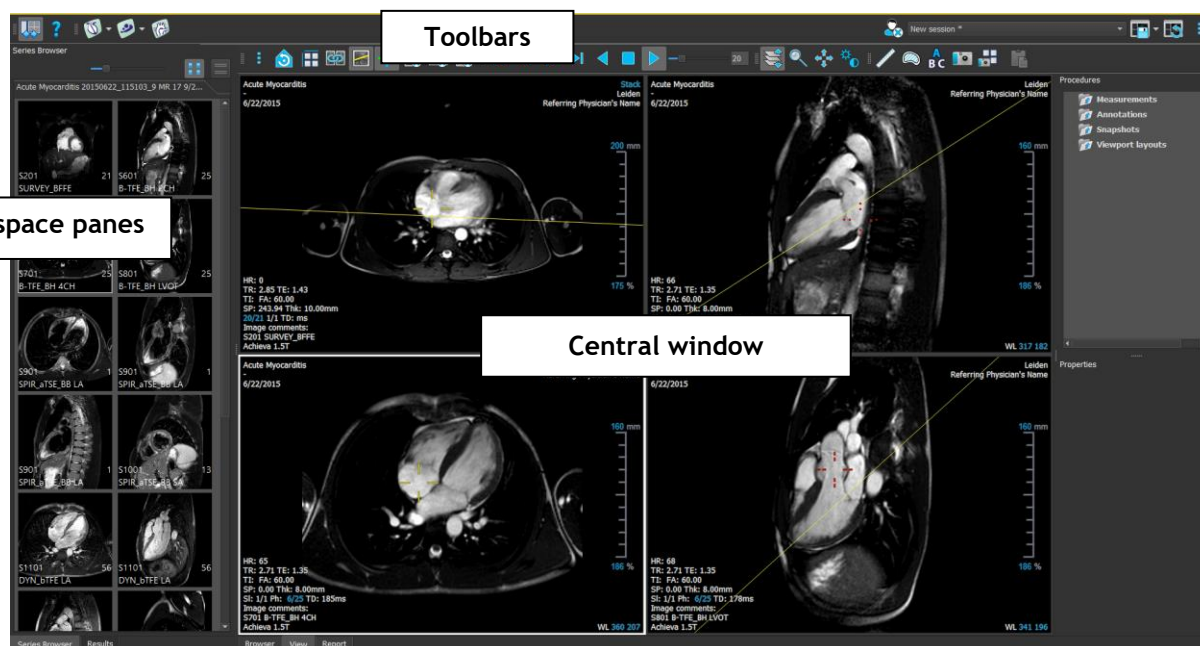 Toolbars
New session *
Series Browser
20
Acute Myocarditis 20150622_115103_9 MR 17 9/2...
S201 21
SURVEY_BFFE
S601 25
B-TFE_BH 2CH
space panes
S701 25
B-TFE_BH 4CH
S801 25
B-TFE_BH LVOT
S901 1
SPIR_aTSE_BB LA
S901 1
SPIR_aTSE_BB LA
S901 1
SPIR_aTSE_BB LA
S1001 13
SPIR_aTSE_BB SA
S1101 56
DYN_bTFE LA
S1101 56
DYN_bTFE LA
Series Browser Results
Acute Myocarditis
-
6/22/2015
Stack
Leiden
Referring Physician's Name
200 mm
175 %
HR: 0
TR: 2.85 TE: 1.43
TI: FA: 60.00
SP: 243.94 Thk: 10.00mm
20/21 1/1 TD: ms
Image comments:
S201 SURVEY_BFFE
Achieva 1.5T
Acute Myocarditis
-
6/22/2015
Leiden
Referring Physician's Name
160 mm
186 %
HR: 66
TR: 2.71 TE: 1.35
TI: FA: 60.00
SP: 0.00 Thk: 8.00mm
WL 317 182
Central window
Acute Myocarditis
-
6/22/2015
160 mm
186 %
HR: 65
TR: 2.71 TE: 1.35
TI: FA: 60.00
SP: 0.00 Thk: 8.00mm
Sl: 1/1 Ph: 6/25 TD: 185ms
Image comments:
S701 B-TFE_BH 4CH
Achieva 1.5T
WL 360 207
Leiden
Referring Physician's Name
6/22/2015
160 mm
186 %
HR: 68
TR: 2.71 TE: 1.35
TI: FA: 60.00
SP: 0.00 Thk: 8.00mm
Sl: 1/1 Ph: 6/25 TD: 178ms
Image comments:
S801 B-TFE_BH LVOT
Achieva 1.5T
WL 341 196
Browser View Report
Procedures
Measurements
Annotations
Snapshots
Viewport layouts
Properties